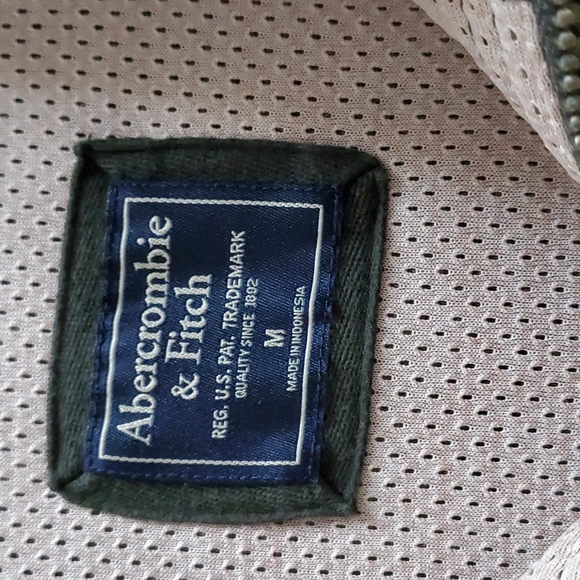 Abercrombie
& Fitch
REG. U.S. PAT. TRADEMARK
QUALITY SINCE 1892
M
MADE IN INDONESIA